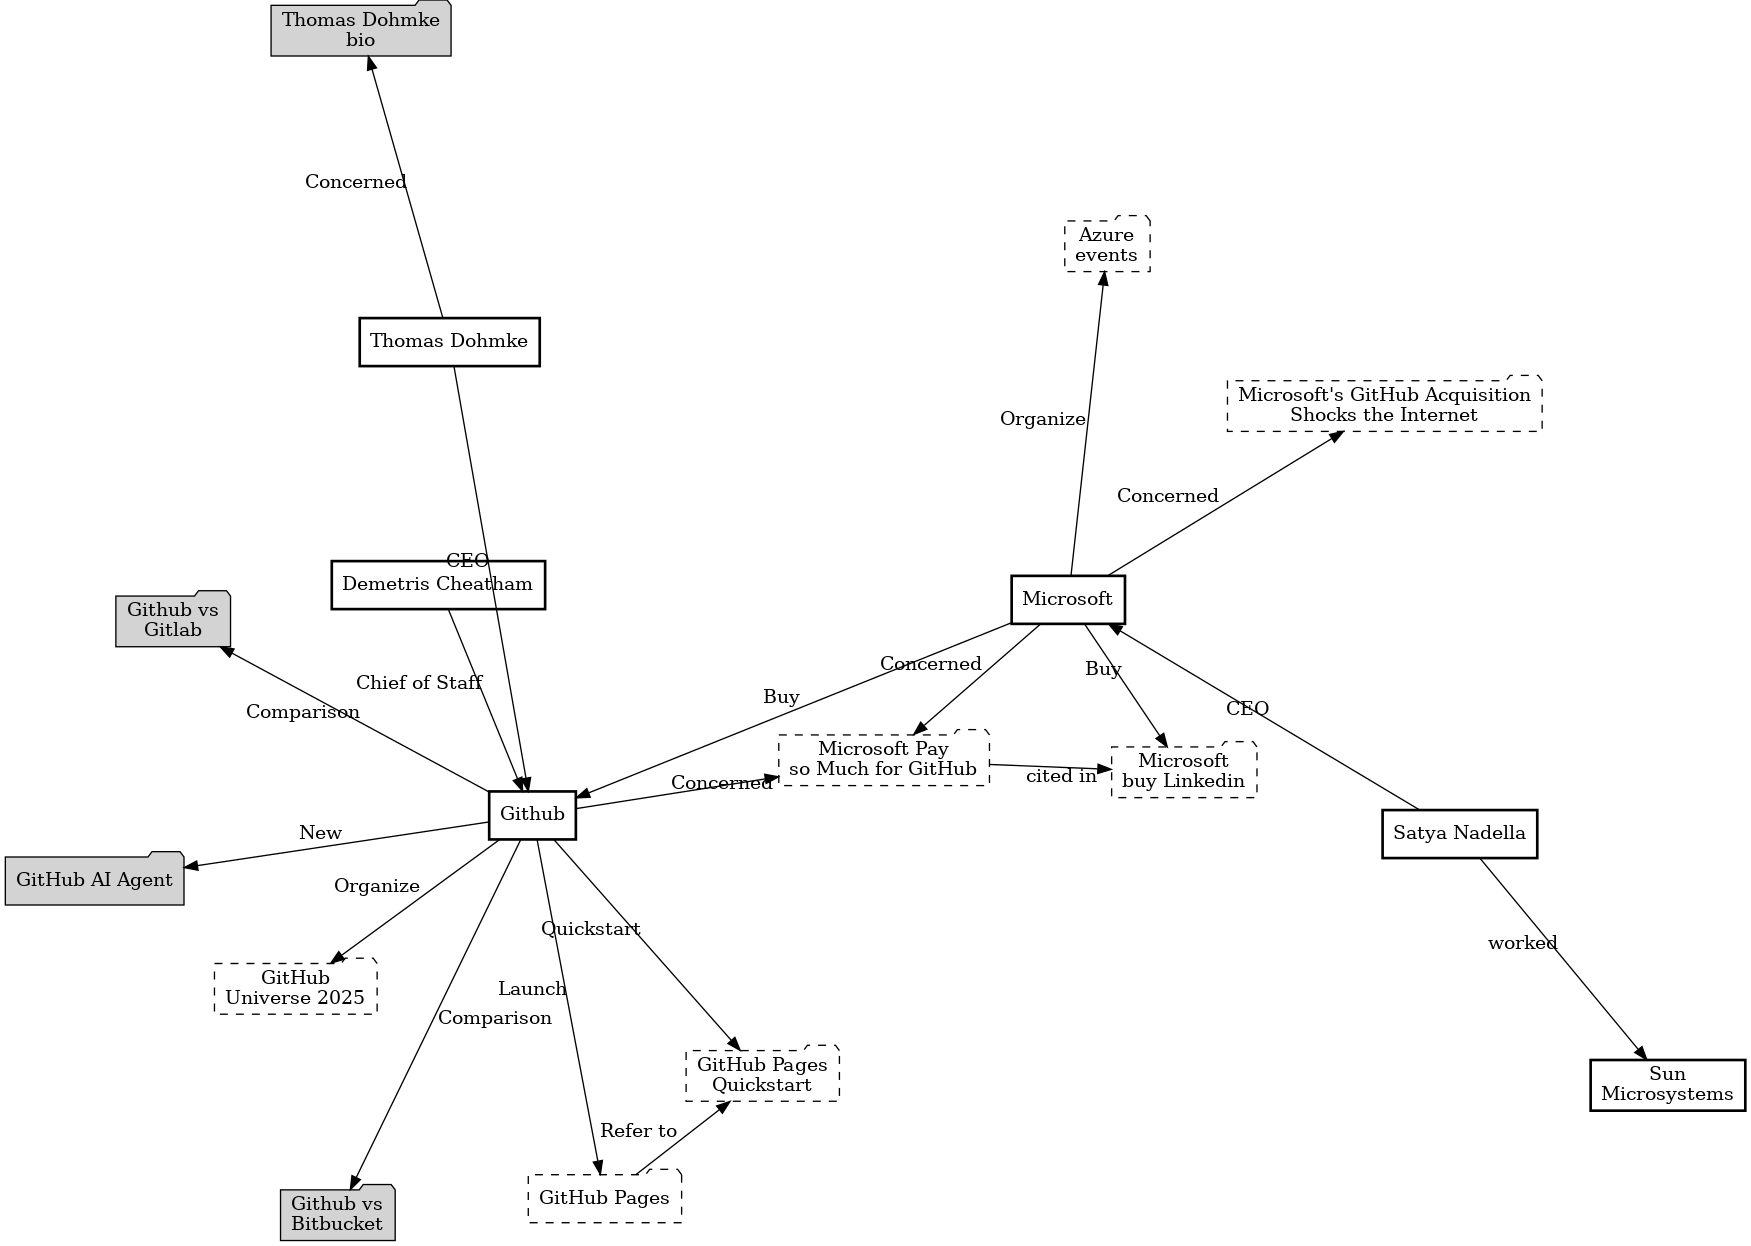 Thomas Dohmke
bio
Concerned
Azure
events
Thomas Dohmke
Microsoft's GitHub Acquisition
Shocks the Internet
Organize
Concerned
CEO
Demetris Cheatham
Microsoft
Github vs
Gitlab
Concerned
Buy
Chief of Staff
Buy
CEO
Comparison
Microsoft Pay
so Much for GitHub
Microsoft
buy Linkedin
cited in
Concerned
Github
New
Satya Nadella
GitHub AI Agent
Organize
Quickstart
worked
GitHub
Universe 2025
Launch
Comparison
GitHub Pages
Quickstart
Sun
Microsystems
Refer to
GitHub Pages
Github vs
Bitbucket